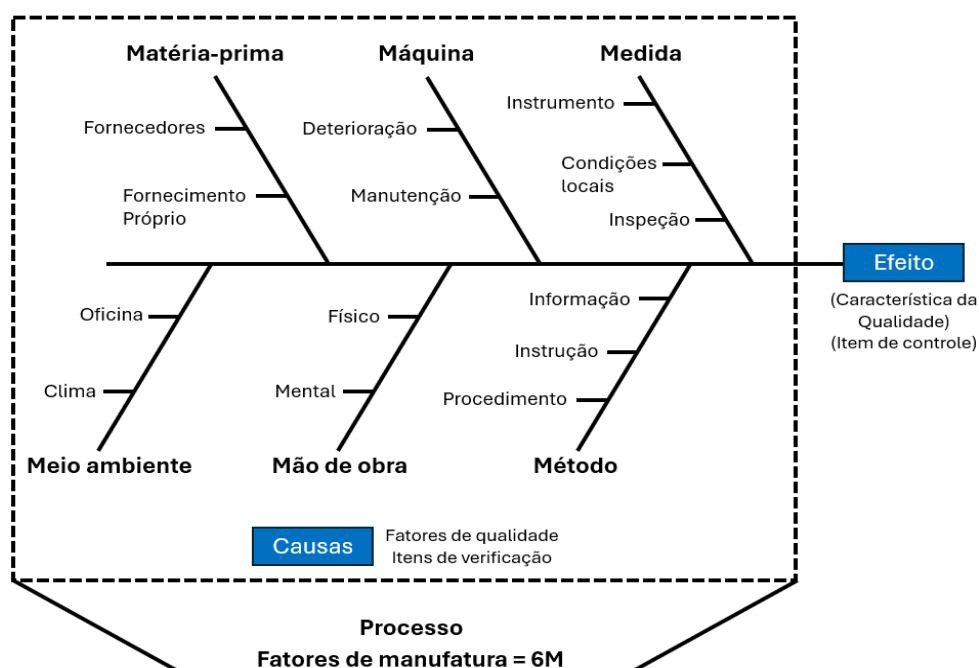 Matéria-prima
Máquina
Medida
Fornecedores
Fornecimento
Próprio
Deterioração
Manutenção
Instrumento
Condições
locais
Inspeção
Efeito
(Característica da
Qualidade)
(Item de controle)
Oficina
Clima
Físico
Mental
Informação
Instrução
Procedimento
Meio ambiente
Mão de obra
Método
Causas
Fatores de qualidade
Itens de verificação
Processo
Fatores de manufatura = 6M